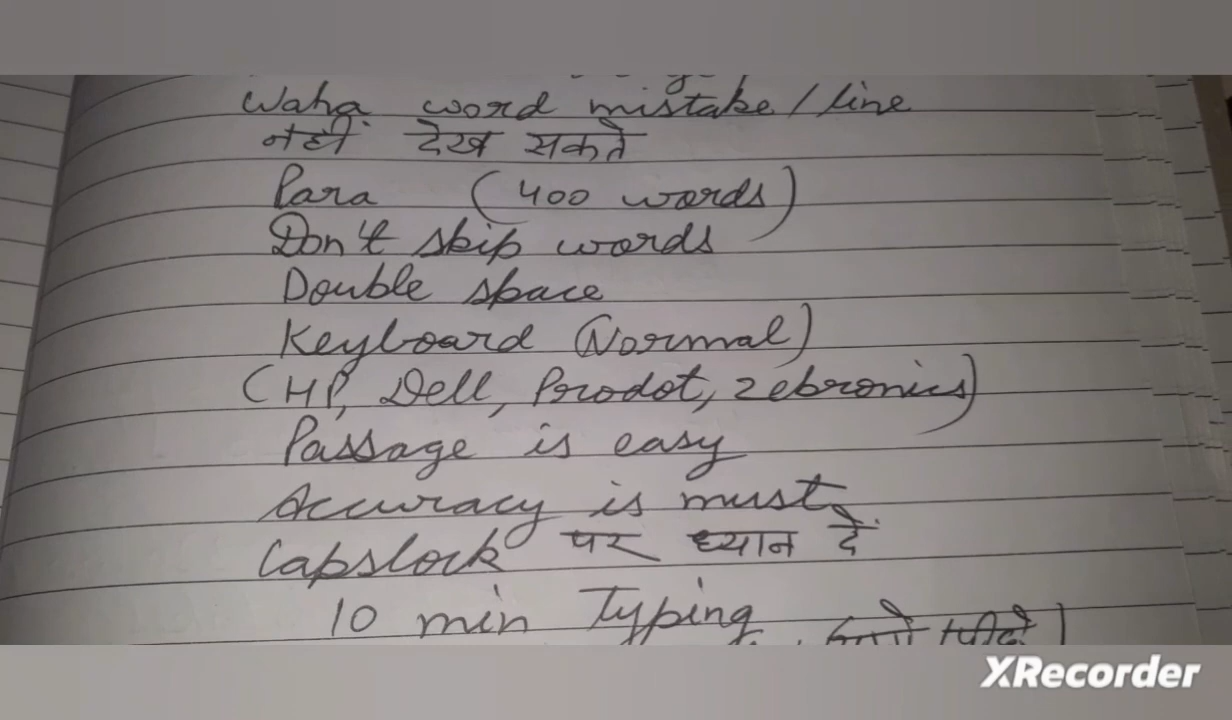 Waha word mistake / line
नही देख सकते
Para (400 words)
Don't skip words
Double space
Keyboard (Normal)
(HP, Dell, Prodot, Zebronics)
Passage is easy
Accuracy is must
Capslock पर ध्यान दें
10 min Typing
XRecorder